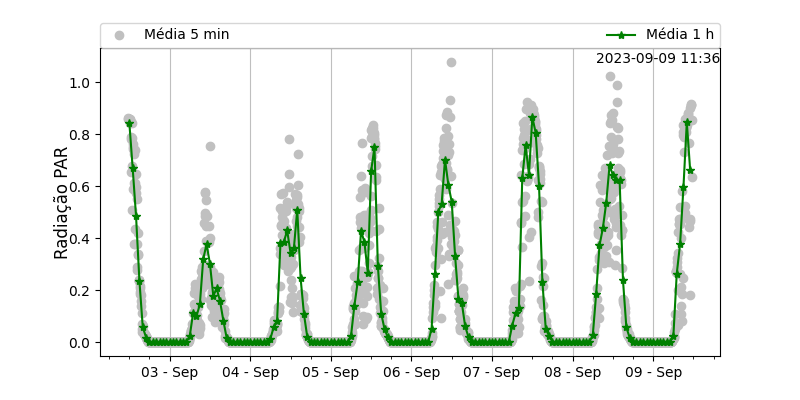 Média 5 min
Média 1 h
2023-09-09 11:36
Radiação PAR
1.0
0.8
0.6
0.4
0.2
0.0
03 - Sep
04 - Sep
05 - Sep
06 - Sep
07 - Sep
08 - Sep
09 - Sep